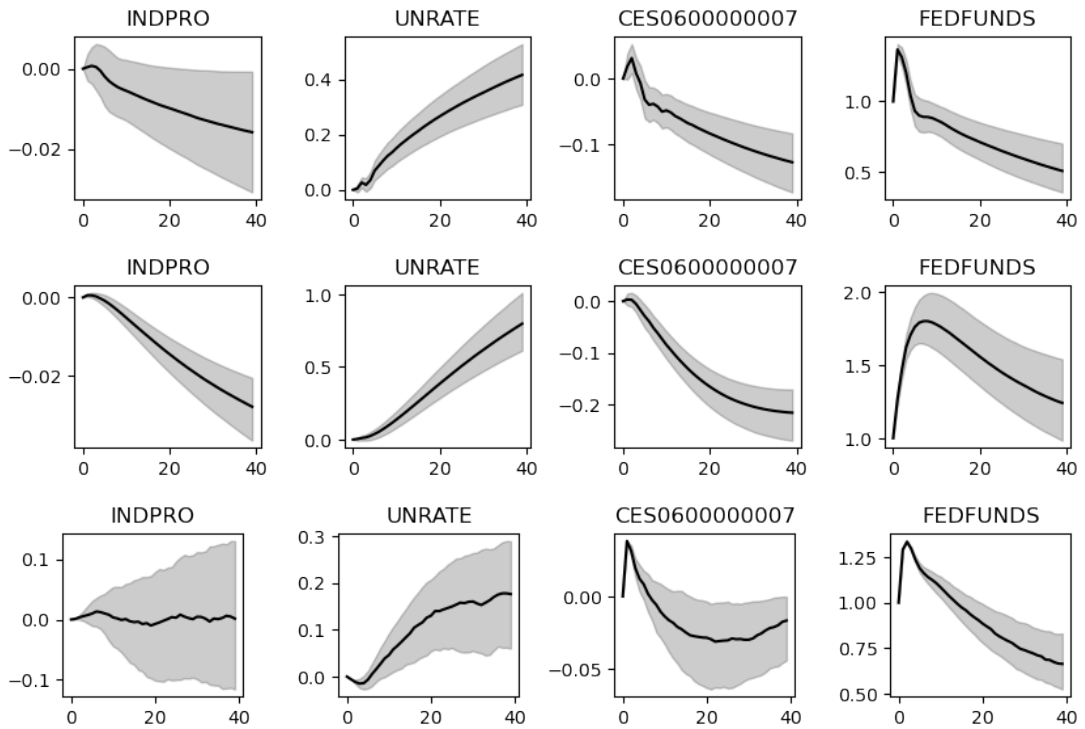 INDPRO UNRATE CES0600000007 FEDFUNDS
0.00 0.4 0.0 1.0
0.2
−0.02 −0.1 0.5
0.0
0 20 40 0 20 40 0 20 40 0 20 40
INDPRO UNRATE CES0600000007 FEDFUNDS
0.00 1.0 0.0 2.0
−0.02 0.5 −0.1 1.5
−0.2
0.0 1.0
0 20 40 0 20 40 0 20 40 0 20 40
INDPRO UNRATE CES0600000007 FEDFUNDS
0.1 0.3 1.25
0.2 0.00
0.0 1.00
0.1 0.75
−0.05
−0.1 0.0 0.50
0 20 40 0 20 40 0 20 40 0 20 40